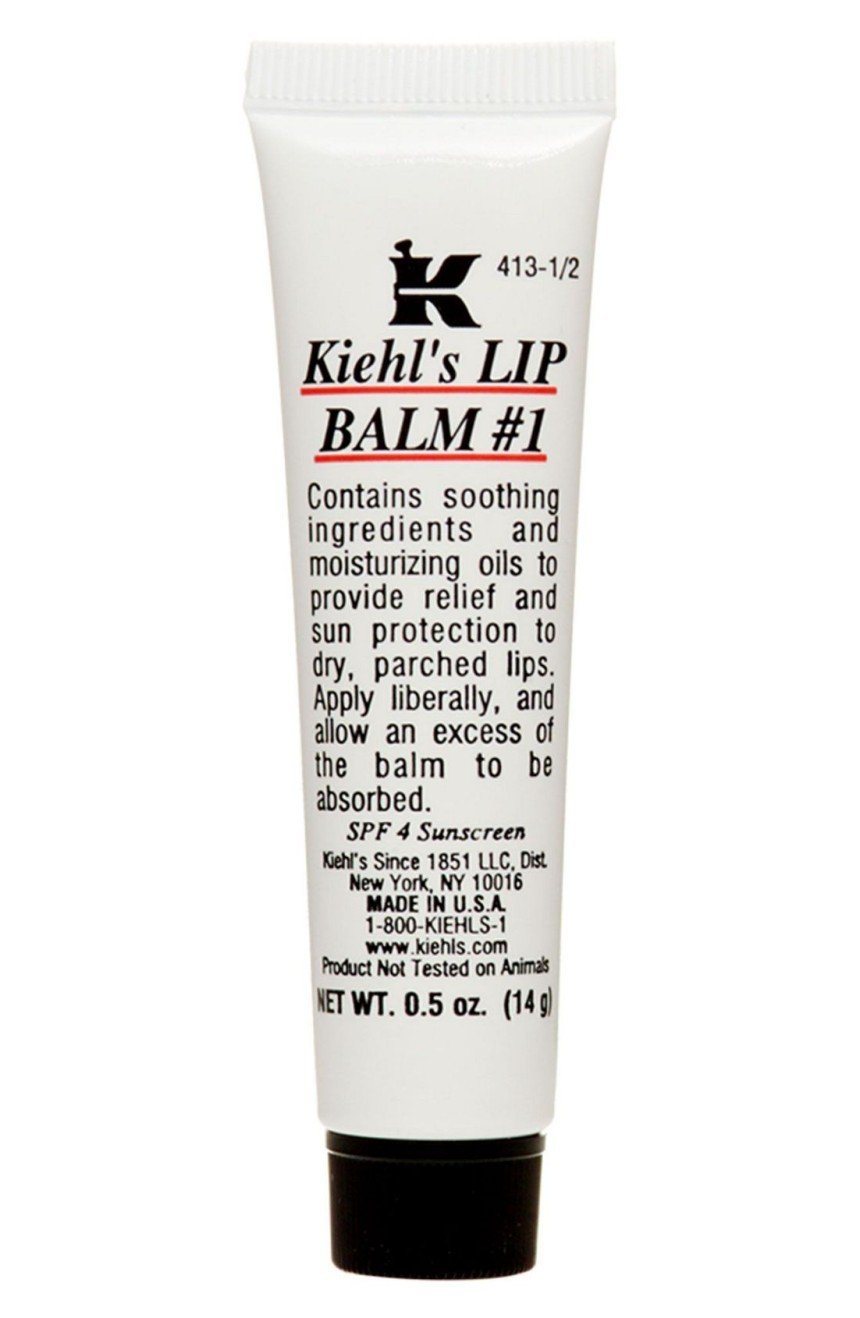 K 413-1/2
Kiehl's LIP
BALM #1
Contains soothing
ingredients and
moisturizing oils to
provide relief and
sun protection to
dry, parched lips.
Apply liberally, and
allow an excess of
the balm to be
absorbed.
SPF 4 Sunscreen
Kiehl's Since 1851 LLC, Dist.
New York, NY 10016
MADE IN U.S.A.
1-800-KIEHLS-1
www.kiehls.com
Product Not Tested on Animals
NET WT. 0.5 oz. (14 g)